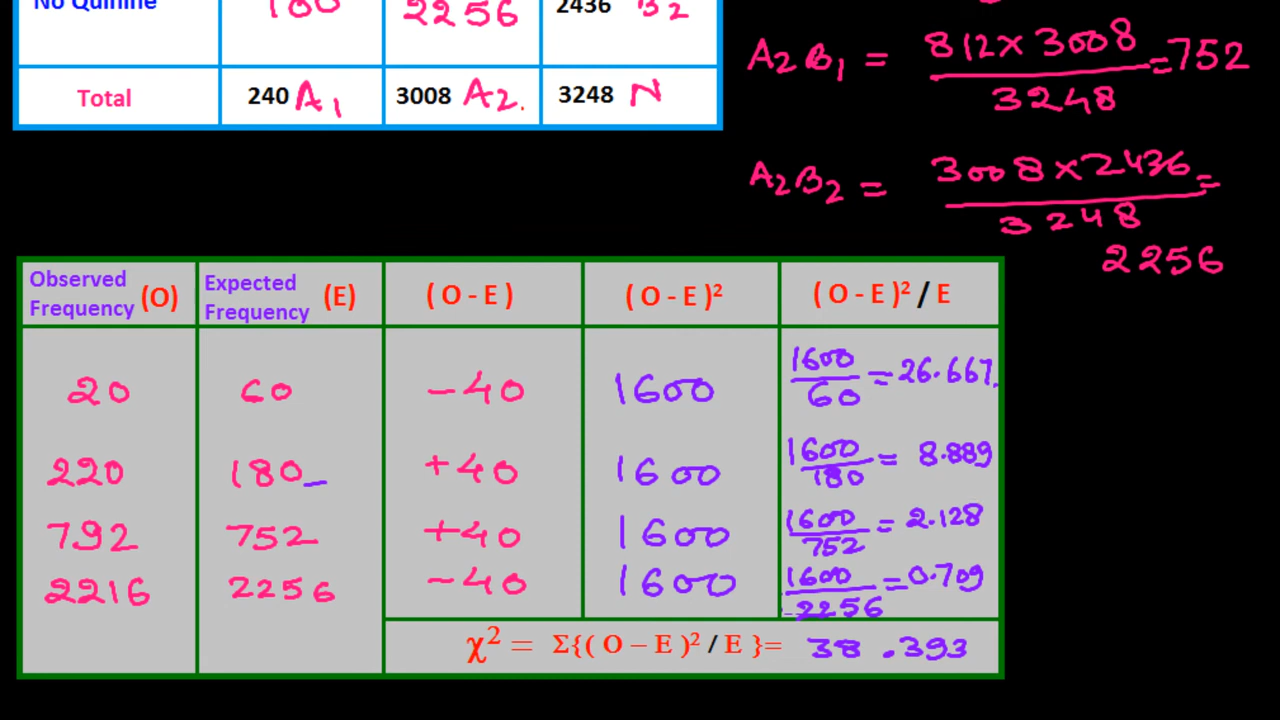 No Quinine 180 2256 2436 B2
Total 240 A1 3008 A2. 3248 N
A2B1 = 812 × 3008 / 3248 = 752
A2B2 = 3008 × 2436 / 3248 =
2256
Observed Frequency (O) Expected Frequency (E) ( O - E ) ( O - E )² ( O - E )² / E
20 60 - 40 1600 1600/60 = 26.667.
220 180 + 40 1600 1600/180 = 8.889
792 752 + 40 1600 1600/752 = 2.128
2216 2256 - 40 1600 1600/2256 = 0.709
χ² = Σ{( O – E )² / E }= 38.393